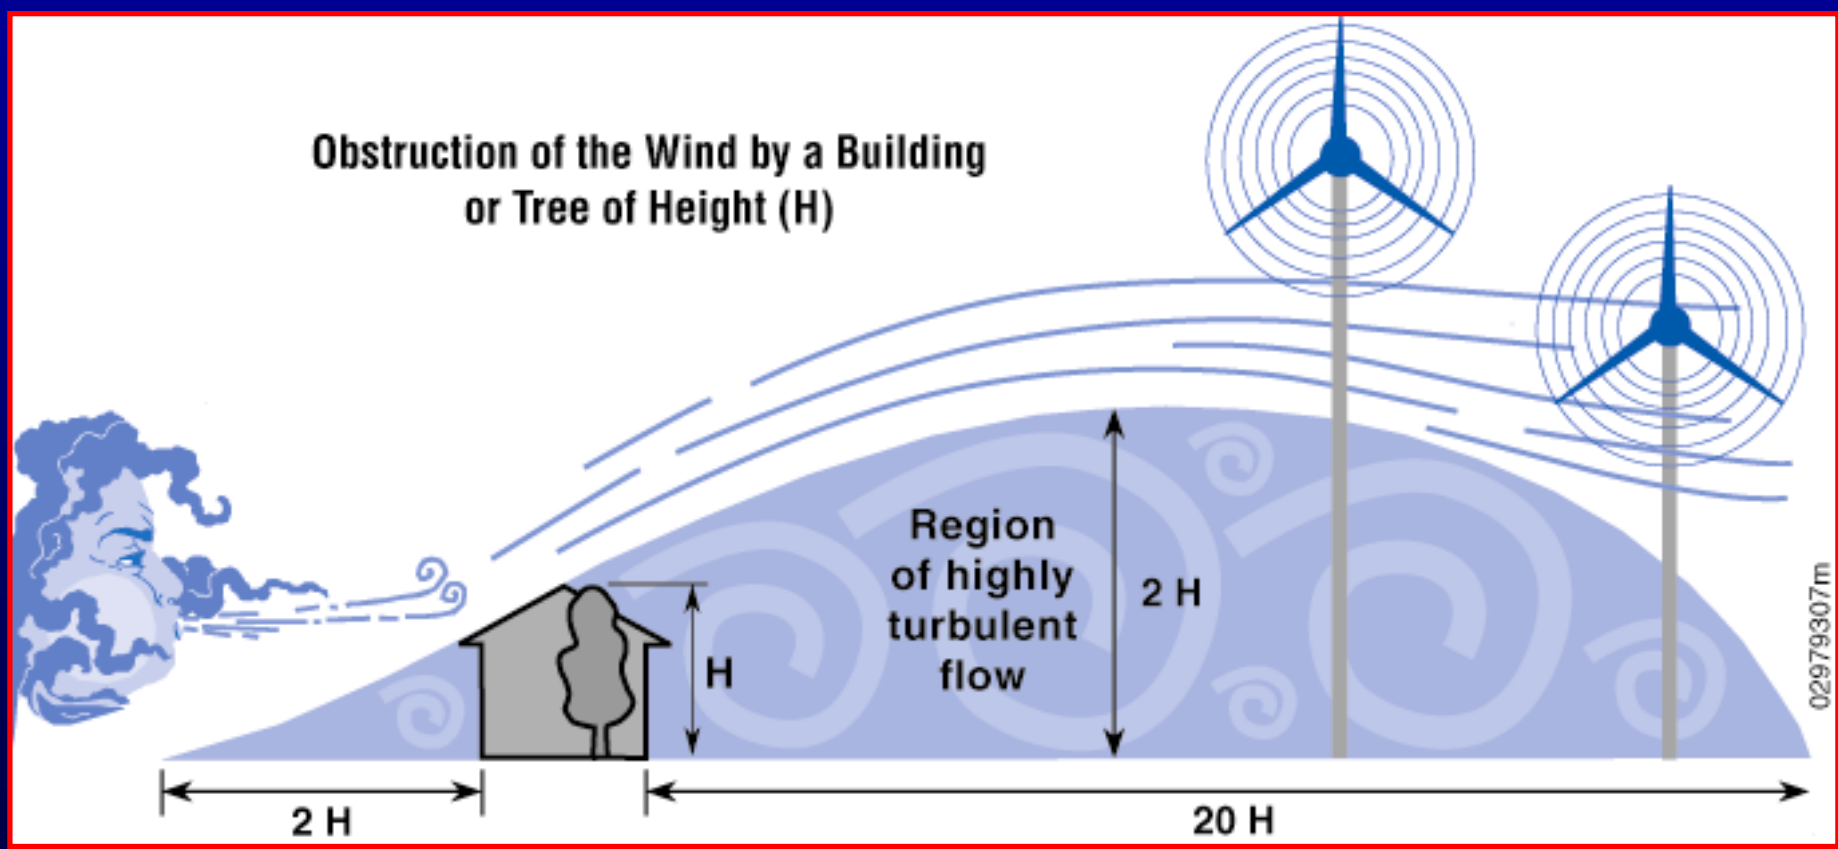 Obstruction of the Wind by a Building
or Tree of Height (H)
Region
of highly
turbulent
flow
2 H
H
2 H
20 H
02979307m